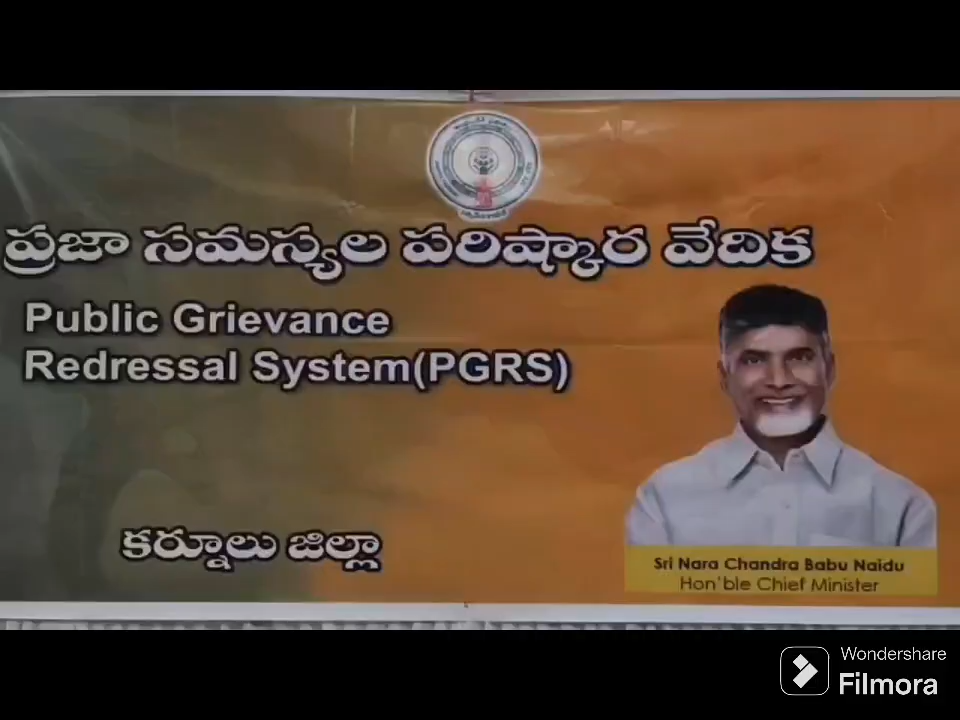 ప్రజా సమస్యల పరిష్కార వేదిక
Public Grievance
Redressal System(PGRS)
కర్నూలు జిల్లా
Sri Nara Chandra Babu Naidu
Hon'ble Chief Minister
Wondershare
Filmora